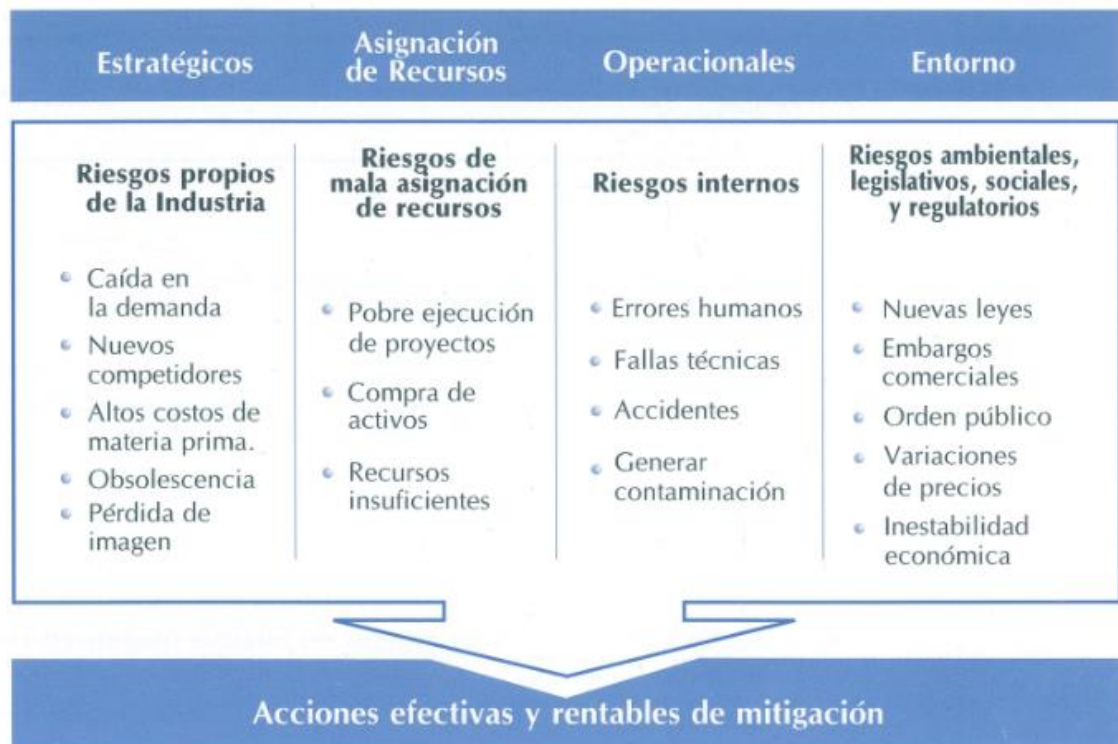 Estratégicos
Asignación
de Recursos
Operacionales
Entorno
Riesgos propios
de la Industria
Caída en
la demanda
Nuevos
competidores
Altos costos de
materia prima.
Obsolescencia
Pérdida de
imagen
Riesgos de
mala asignación
de recursos
Pobre ejecución
de proyectos
Compra de
activos
Recursos
insuficientes
Riesgos internos
Errores humanos
Fallas técnicas
Accidentes
Generar
contaminación
Riesgos ambientales,
legislativos, sociales,
y regulatorios
Nuevas leyes
Embargos
comerciales
Orden público
Variaciones
de precios
Inestabilidad
económica
Acciones efectivas y rentables de mitigación